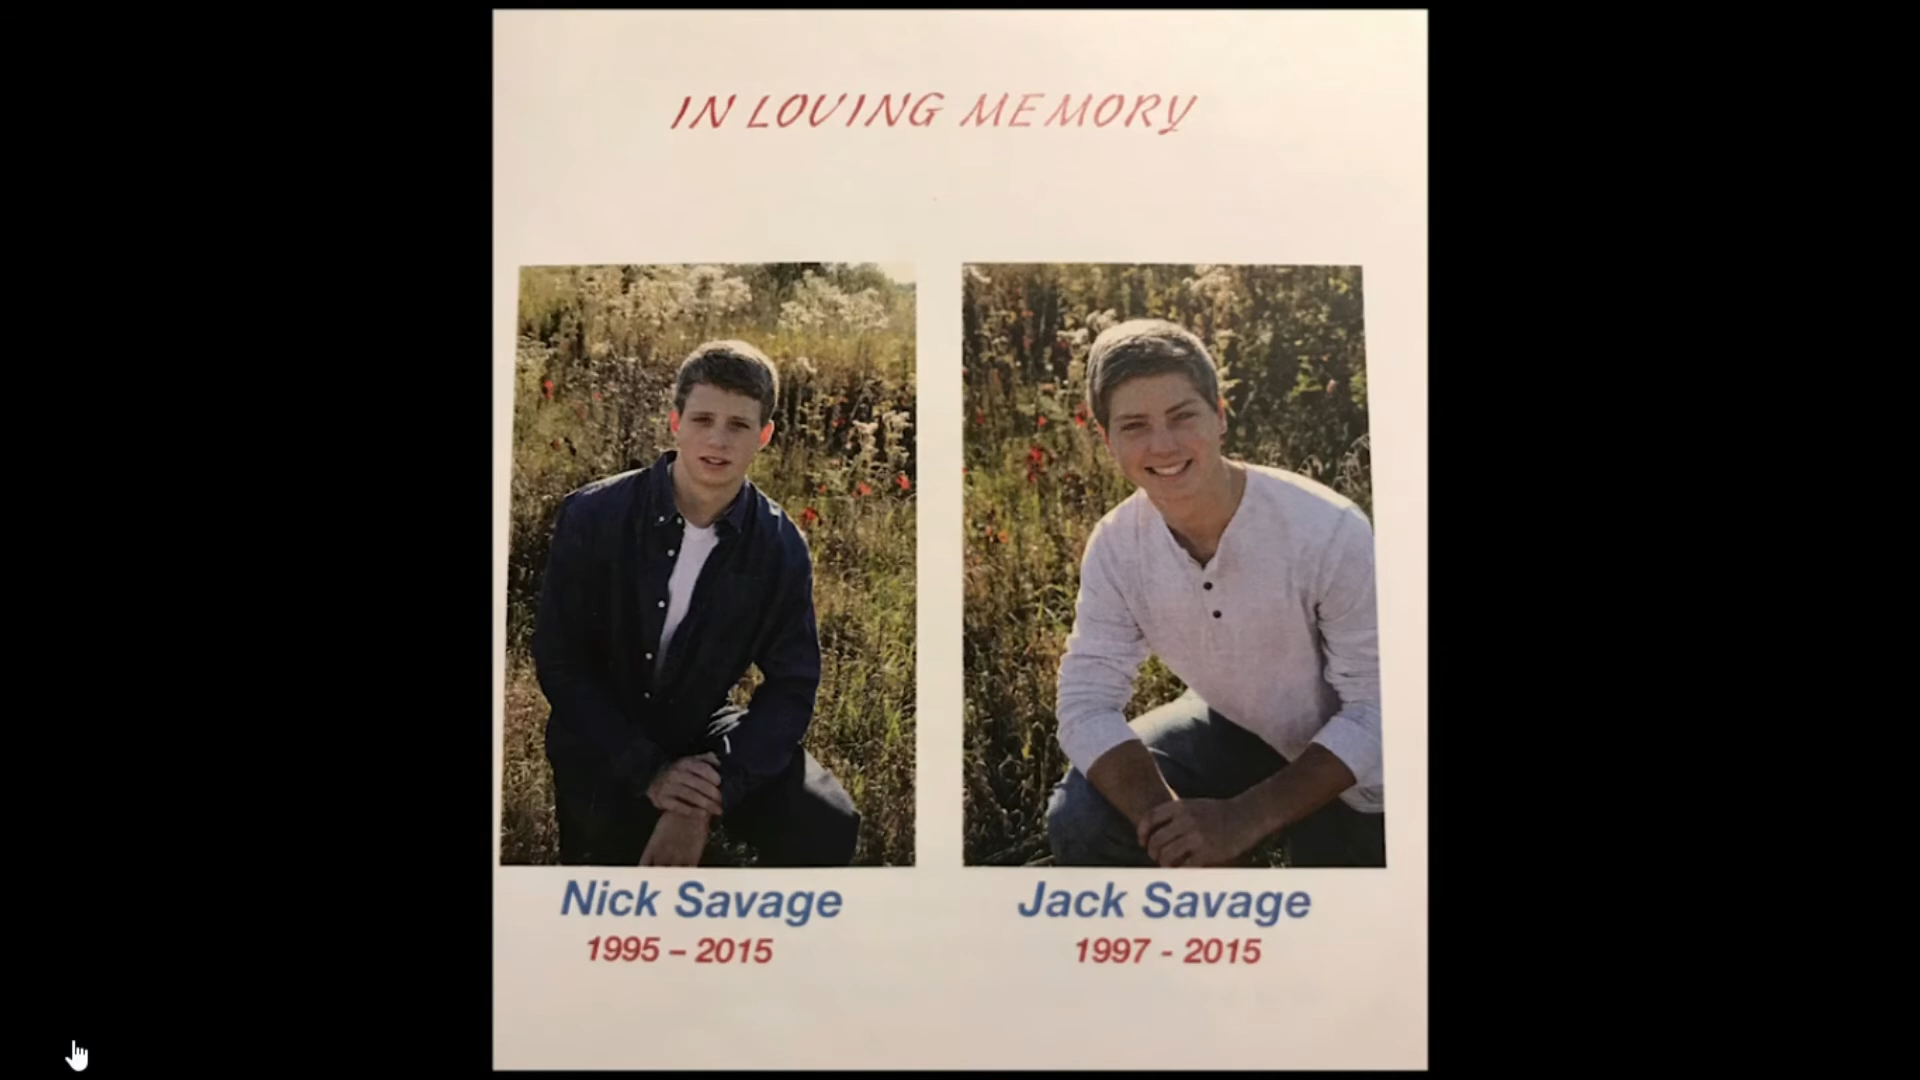 IN LOVING MEMORY
Nick Savage
1995 – 2015
Jack Savage
1997 - 2015